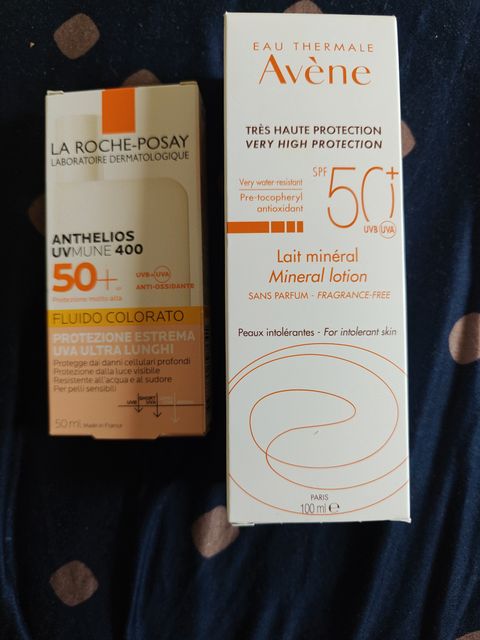 LA ROCHE-POSAY
LABORATOIRE DERMATOLOGIQUE
ANTHELIOS
UVMUNE 400
50+
UVB+UVA
ANTI-OSSIDANTE
Protezione molto alta
FLUIDO COLORATO
PROTEZIONE ESTREMA
UVA ULTRA LUNGHI
Protegge dai danni cellulari profondi
Protezione dalla luce visibile
Resistente all'acqua e al sudore
Per pelli sensibili
UVB
SHORT
UVA
50 ml Made in France
EAU THERMALE
Avène
TRÈS HAUTE PROTECTION
VERY HIGH PROTECTION
Very water-resistant
Pre-tocopheryl
antioxidant
SPF
50+
UVB UVA
Lait minéral
Mineral lotion
SANS PARFUM - FRAGRANCE-FREE
Peaux intolérantes - For intolerant skin
PARIS
100 ml e